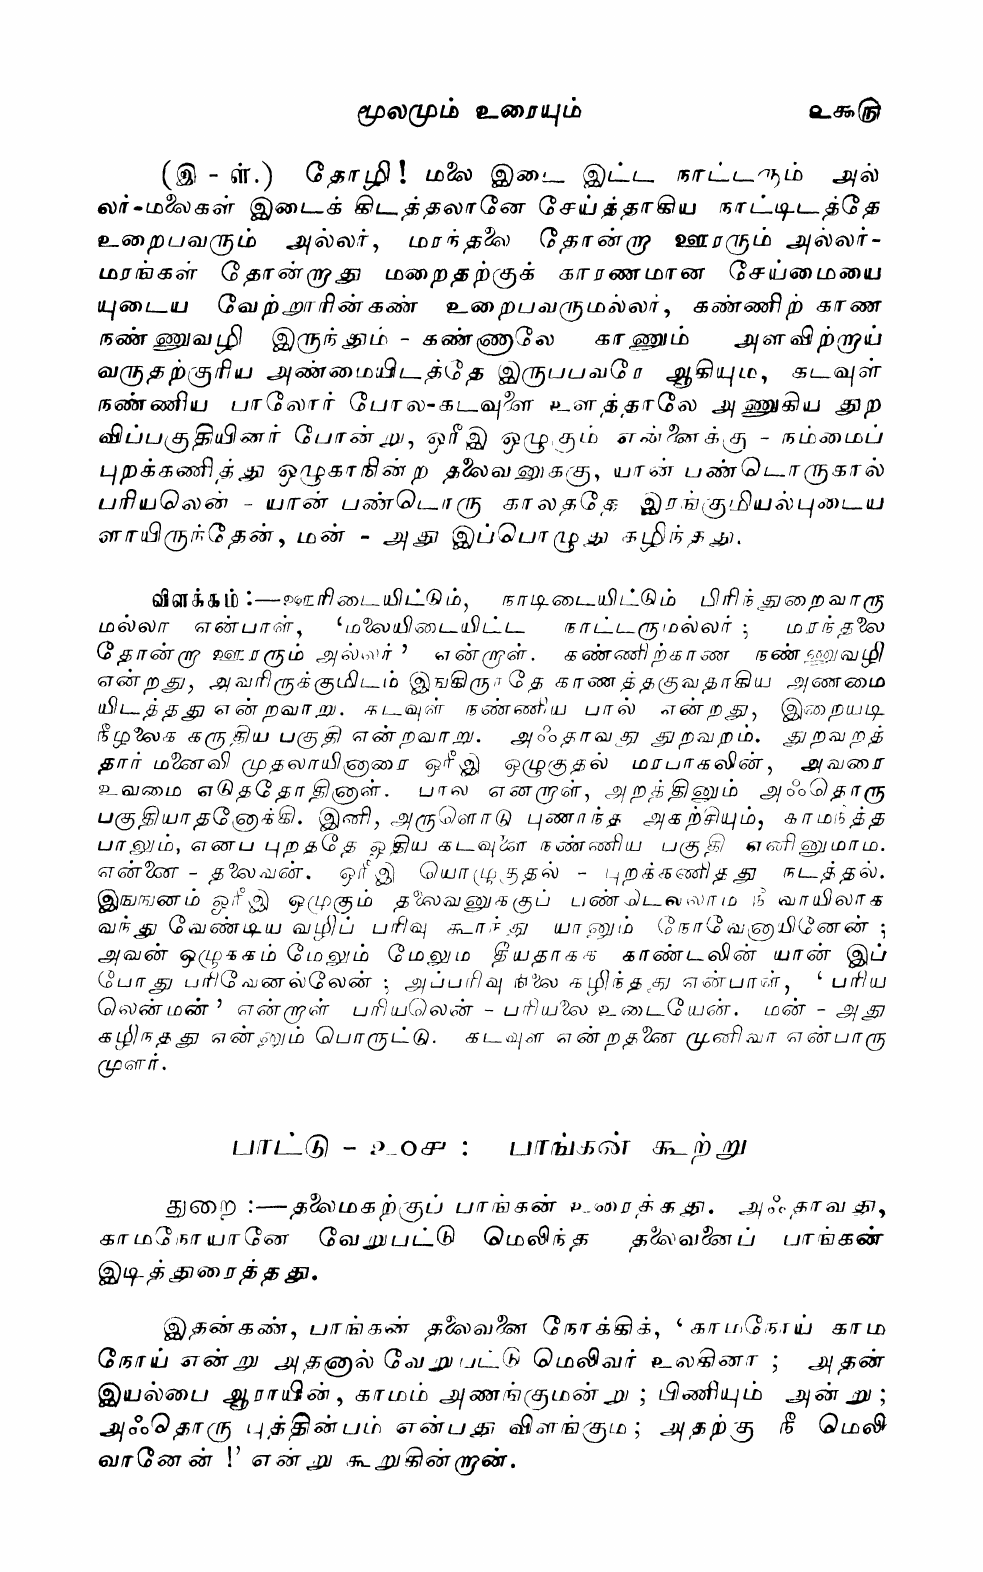 மூலமும் உரையும் ௨௬௫
(இ - ள்.) தோழி! மலை இடை இட்ட நாட்டரும் அல்
லர்-மலைகள் இடைக் கிடத்தலானே சேய்த்தாகிய நாட்டிடத்தே
உறைபவரும் அல்லர், மரந்தலை தோன்றா ஊரரும் அல்லர்-
மரங்கள் தோன்றாது மறைதற்குக் காரணமான சேய்மையை
யுடைய வேற்றூரின்கண் உறைபவருமல்லர், கண்ணிற் காண
நண்ணுவழி இருந்தும் - கண்ணாலே காணும் அளவிற்றாய்
வருதற்குரிய அண்மையிடத்தே இருப்பவரே ஆகியும், கடவுள்
நண்ணிய பாலோர் போல-கடவுளை உளத்தாலே அணுகிய துற
விப்பகுதியினர் போன்று, ஒரீஇ ஒழுகும் என்னைக்கு - நம்மைப்
புறக்கணித்து ஒழுகாநின்ற தலைவனுக்கு, யான் பண்டொருகால்
பரியலென் - யான் பண்டொரு காலத்தே இரங்குமியல்புடைய
ளாயிருந்தேன், மன் - அது இப்பொழுது கழிந்தது.
விளக்கம் :—ஊரிடையிட்டும், நாடிடையிட்டும் பிரிந்துறைவாரு
மல்லர் என்பாள், ‘மலையிடையிட்ட நாட்டருமல்லர் ; மரந்தலை
தோன்றா ஊரரும் அல்லர்’ என்றாள். கண்ணிற்காண நண்ணுவழி
என்றது, அவரிருக்குமிடம் இங்கிருந்தே காணத்தகுவதாகிய அண்மை
யிடத்தது என்றவாறு. கடவுள் நண்ணிய பால் என்றது, இறையடி
நீழலைக் கருதிய பகுதி என்றவாறு. அஃதாவது துறவறம். துறவறத்
தார் மனைவி முதலாயினாரை ஒரீஇ ஒழுகுதல் மரபாகலின், அவரை
உவமை எடுத்தோதினாள். பால் என்றாள், அறத்தினும் அஃதொரு
பகுதியாதனோக்கி. இனி, அருளொடு புணர்ந்த அகற்சியும், காமநீத்த
பாலும், எனப் புறத்தே ஓதிய கடவுளை நண்ணிய பகுதி எனினுமாம்.
என்னை - தலைவன். ஒரீஇ யொழுகுதல் - புறக்கணித்து நடத்தல்.
இங்ஙனம் ஒரீஇ ஒழுகும் தலைவனுக்குப் பண்டெல்லாம் நீ வாயிலாக
வந்து வேண்டிய வழிப் பரிவு கூர்ந்து யானும் நேர்வேனாயினேன் ;
அவன் ஒழுக்கம் மேலும் மேலும் தீயதாகக் காண்டலின் யான் இப்
போது பரிவேனல்லேன் ; அப்பரிவு நிலை கழிந்தது என்பாள், ‘பரிய
லென்மன்’ என்றாள் பரியலென் - பரியலை உடையேன். மன் - அது
கழிந்தது என்னும் பொருட்டு. கடவுள் என்றதனை முனிவர் என்பாரு
முளர்.
பாட்டு - ௨0௪ : பாங்கன் கூற்று
துறை :—தலைமகற்குப் பாங்கன் உரைத்தது. அஃதாவது,
காமநோயானே வேறுபட்டு மெலிந்த தலைவனைப் பாங்கன்
இடித்துரைத்தது.
இதன்கண், பாங்கன் தலைவனை நோக்கிக், ‘காமநோய் காம
நோய் என்று அதனால் வேறுபட்டு மெலிவர் உலகினர் ; அதன்
இயல்பை ஆராயின், காமம் அணங்குமன்று ; பிணியும் அன்று ;
அஃதொரு புத்தின்பம் என்பது விளங்கும் ; அதற்கு நீ மெலி
வானேன் !’ என்று கூறுகின்றான்.